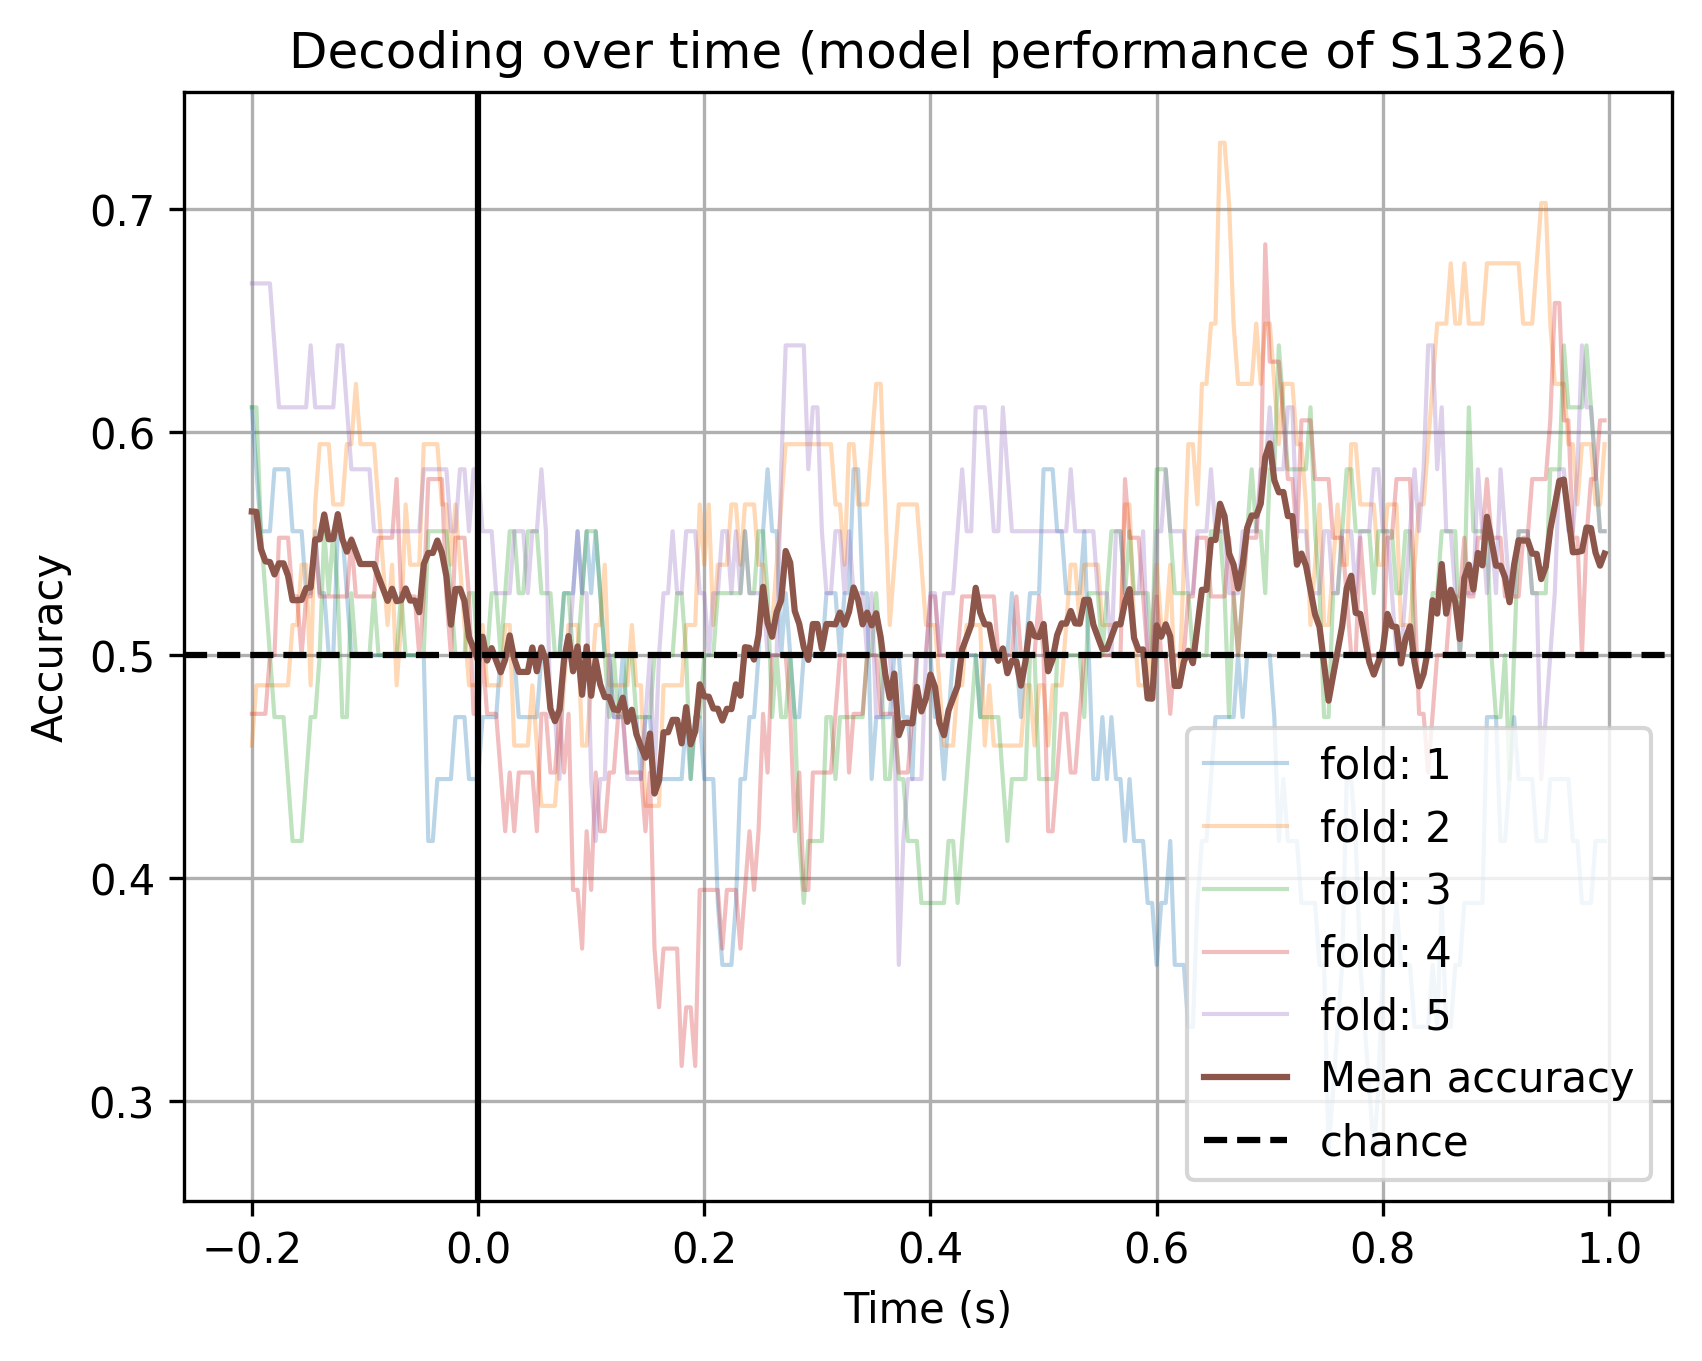 Decoding over time (model performance of S1326)
Accuracy
0.7
0.6
0.5
0.4
0.3
fold: 1
fold: 2
fold: 3
fold: 4
fold: 5
Mean accuracy
chance
−0.2 0.0 0.2 0.4 0.6 0.8 1.0
Time (s)